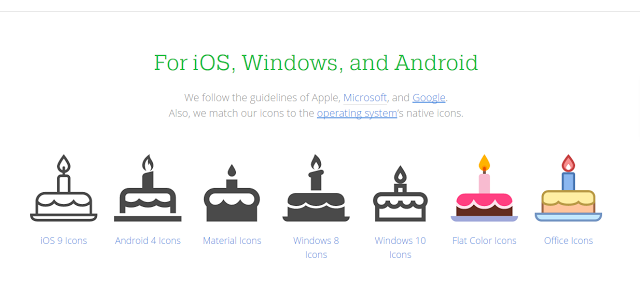 For iOS, Windows, and Android
We follow the guidelines of Apple, Microsoft, and Google.
Also, we match our icons to the operating system's native icons.
iOS 9 Icons
Android 4 Icons
Material Icons
Windows 8
Icons
Windows 10
Icons
Flat Color Icons
Office Icons